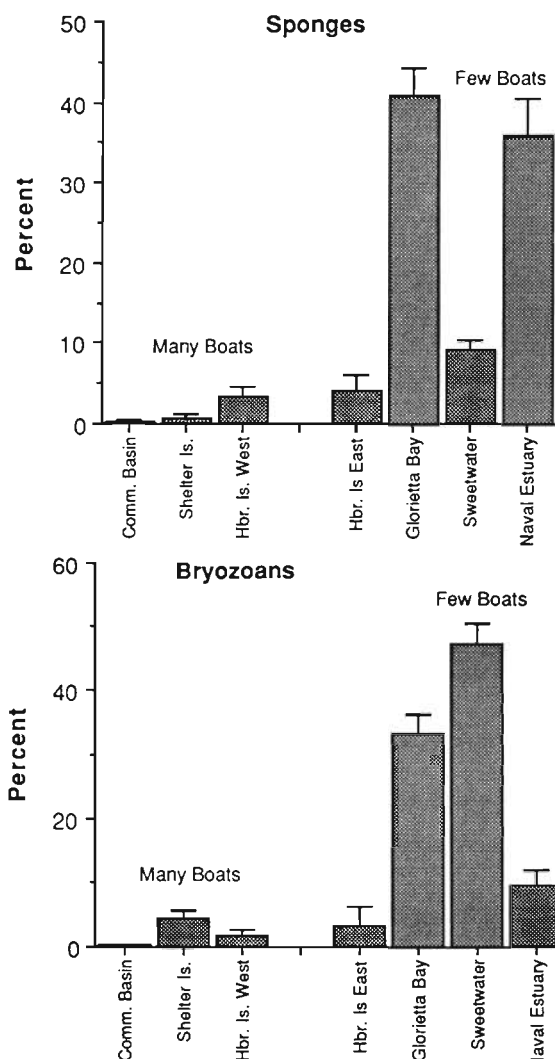 Sponges
Percent
50
40
30
20
10
0
Many Boats
Few Boats
Comm. Basin
Shelter Is.
Hbr. Is. West
Hbr. Is East
Glorietta Bay
Sweetwater
Naval Estuary
Bryozoans
Percent
60
40
20
0
Many Boats
Few Boats
Comm. Basin
Shelter Is.
Hbr. Is. West
Hbr. Is East
Glorietta Bay
Sweetwater
Naval Estuary